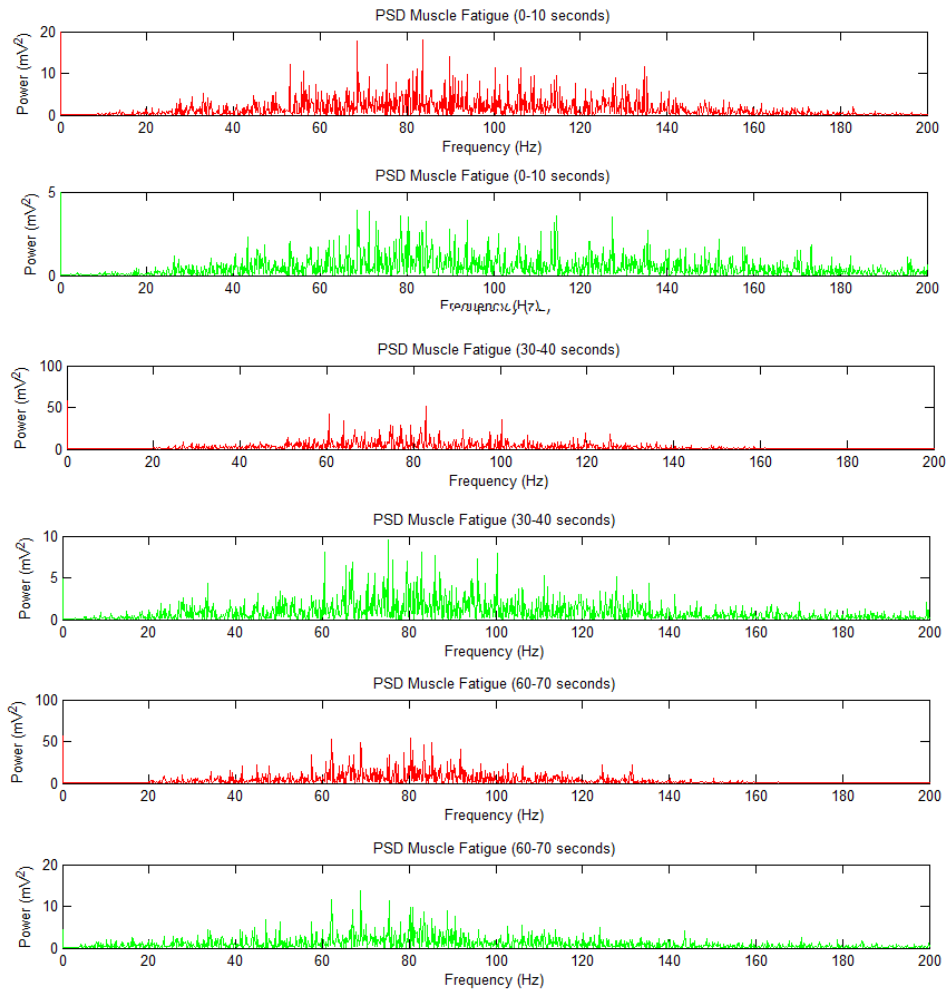 PSD Muscle Fatigue (0-10 seconds)
Power (mV²)
20
10
0
0 20 40 60 80 100 120 140 160 180 200
Frequency (Hz)
PSD Muscle Fatigue (0-10 seconds)
Power (mV²)
5
0
0 20 40 60 80 100 120 140 160 180 200
PSD Muscle Fatigue (30-40 seconds)
Power (mV²)
100
50
0
0 20 40 60 80 100 120 140 160 180 200
Frequency (Hz)
PSD Muscle Fatigue (30-40 seconds)
Power (mV²)
10
5
0
0 20 40 60 80 100 120 140 160 180 200
Frequency (Hz)
PSD Muscle Fatigue (60-70 seconds)
Power (mV²)
100
50
0
0 20 40 60 80 100 120 140 160 180 200
Frequency (Hz)
PSD Muscle Fatigue (60-70 seconds)
Power (mV²)
20
10
0
0 20 40 60 80 100 120 140 160 180 200
Frequency (Hz)